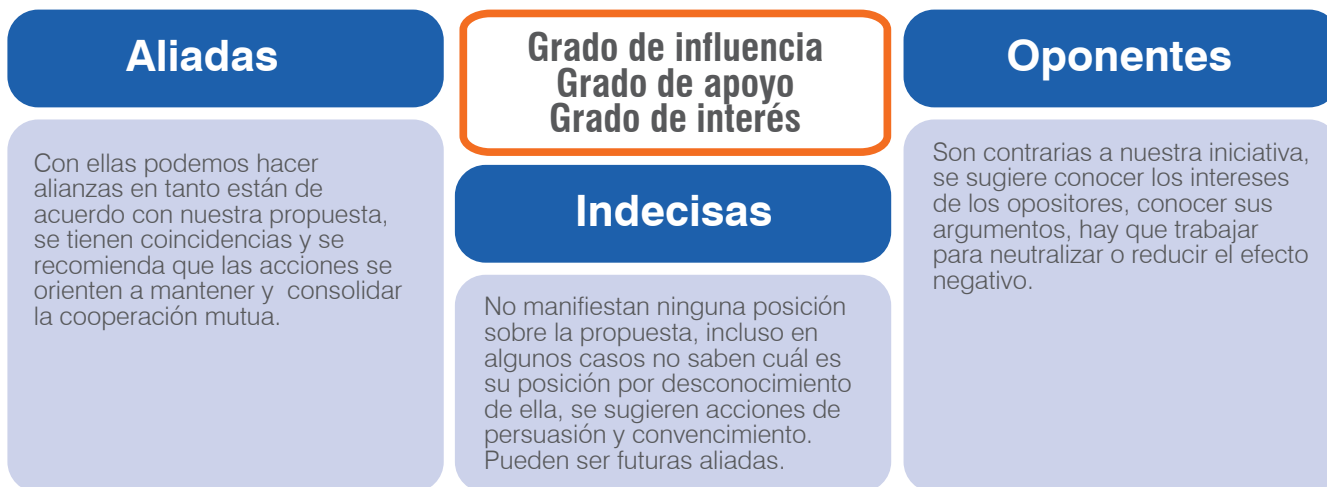 Aliadas
Con ellas podemos hacer
alianzas en tanto están de
acuerdo con nuestra propuesta,
se tienen coincidencias y se
recomienda que las acciones se
orienten a mantener y  consolidar
la cooperación mutua.
Grado de influencia
Grado de apoyo
Grado de interés
Indecisas
No manifiestan ninguna posición
sobre la propuesta, incluso en
algunos casos no saben cuál es
su posición por desconocimiento
de ella, se sugieren acciones de
persuasión y convencimiento.
Pueden ser futuras aliadas.
Oponentes
Son contrarias a nuestra iniciativa,
se sugiere conocer los intereses
de los opositores, conocer sus
argumentos, hay que trabajar
para neutralizar o reducir el efecto
negativo.